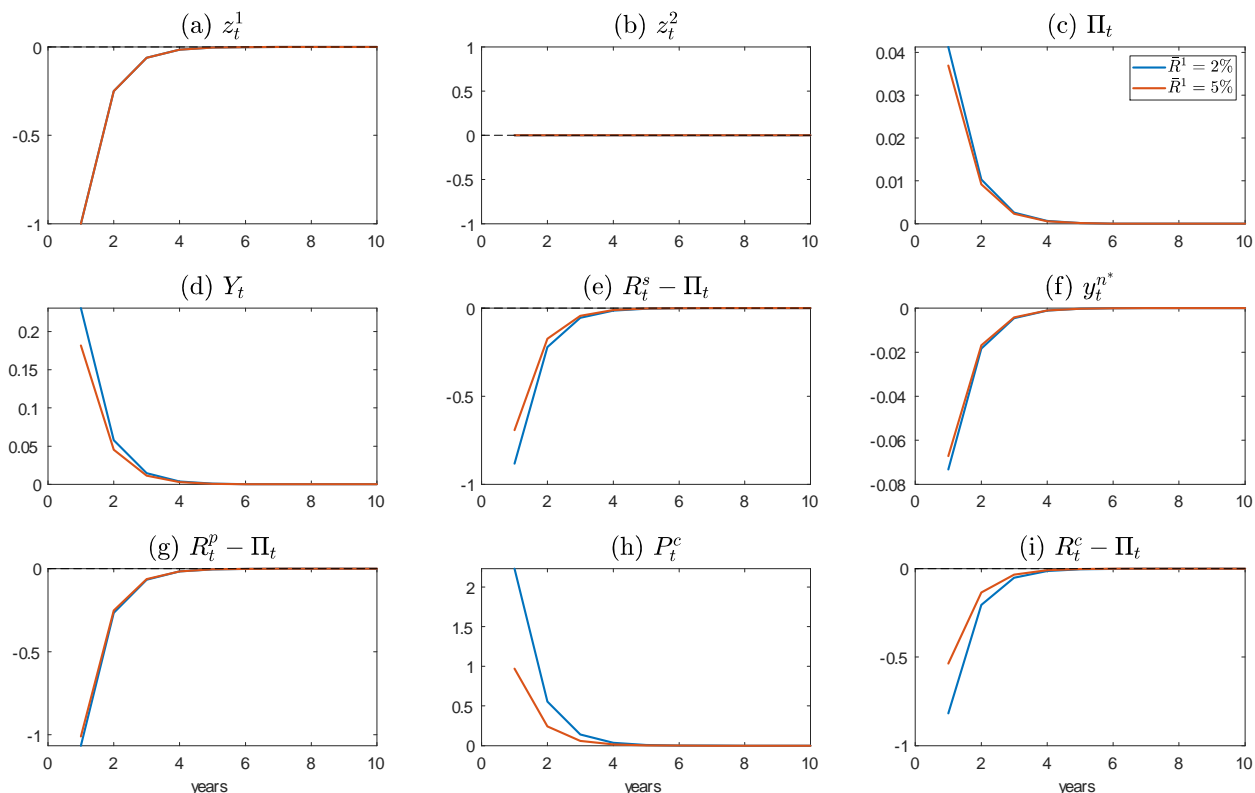 (a) z_t^1
(b) z_t^2
(c) Π_t
0
-0.5
-1
0 2 4 6 8 10
1
0.5
0
-0.5
-1
0 2 4 6 8 10
0.04
0.03
0.02
0.01
0
0 2 4 6 8 10
R̄^1 = 2%
R̄^1 = 5%
(d) Y_t
(e) R_t^s − Π_t
(f) y_t^{n*}
0.2
0.15
0.1
0.05
0
0 2 4 6 8 10
0
-0.5
-1
0 2 4 6 8 10
0
-0.02
-0.04
-0.06
-0.08
0 2 4 6 8 10
(g) R_t^p − Π_t
(h) P_t^c
(i) R_t^c − Π_t
0
-0.5
-1
0 2 4 6 8 10
years
2
1.5
1
0.5
0
0 2 4 6 8 10
years
0
-0.5
-1
0 2 4 6 8 10
years